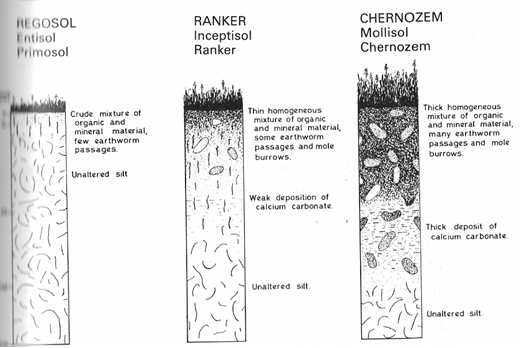 REGOSOL
Entisol
Primosol
Crude mixture of
organic and
mineral material,
few earthworm
passages.
Unaltered silt
RANKER
Inceptisol
Ranker
Thin homogeneous
mixture of organic
and mineral material,
some earthworm
passages and mole
burrows.
Weak deposition of
calcium carbonate.
Unaltered silt.
CHERNOZEM
Mollisol
Chernozem
Thick homogeneous
mixture of organic
and mineral material,
many earthworm
passages and mole
burrows.
Thick deposit of
calcium carbonate.
Unaltered silt.